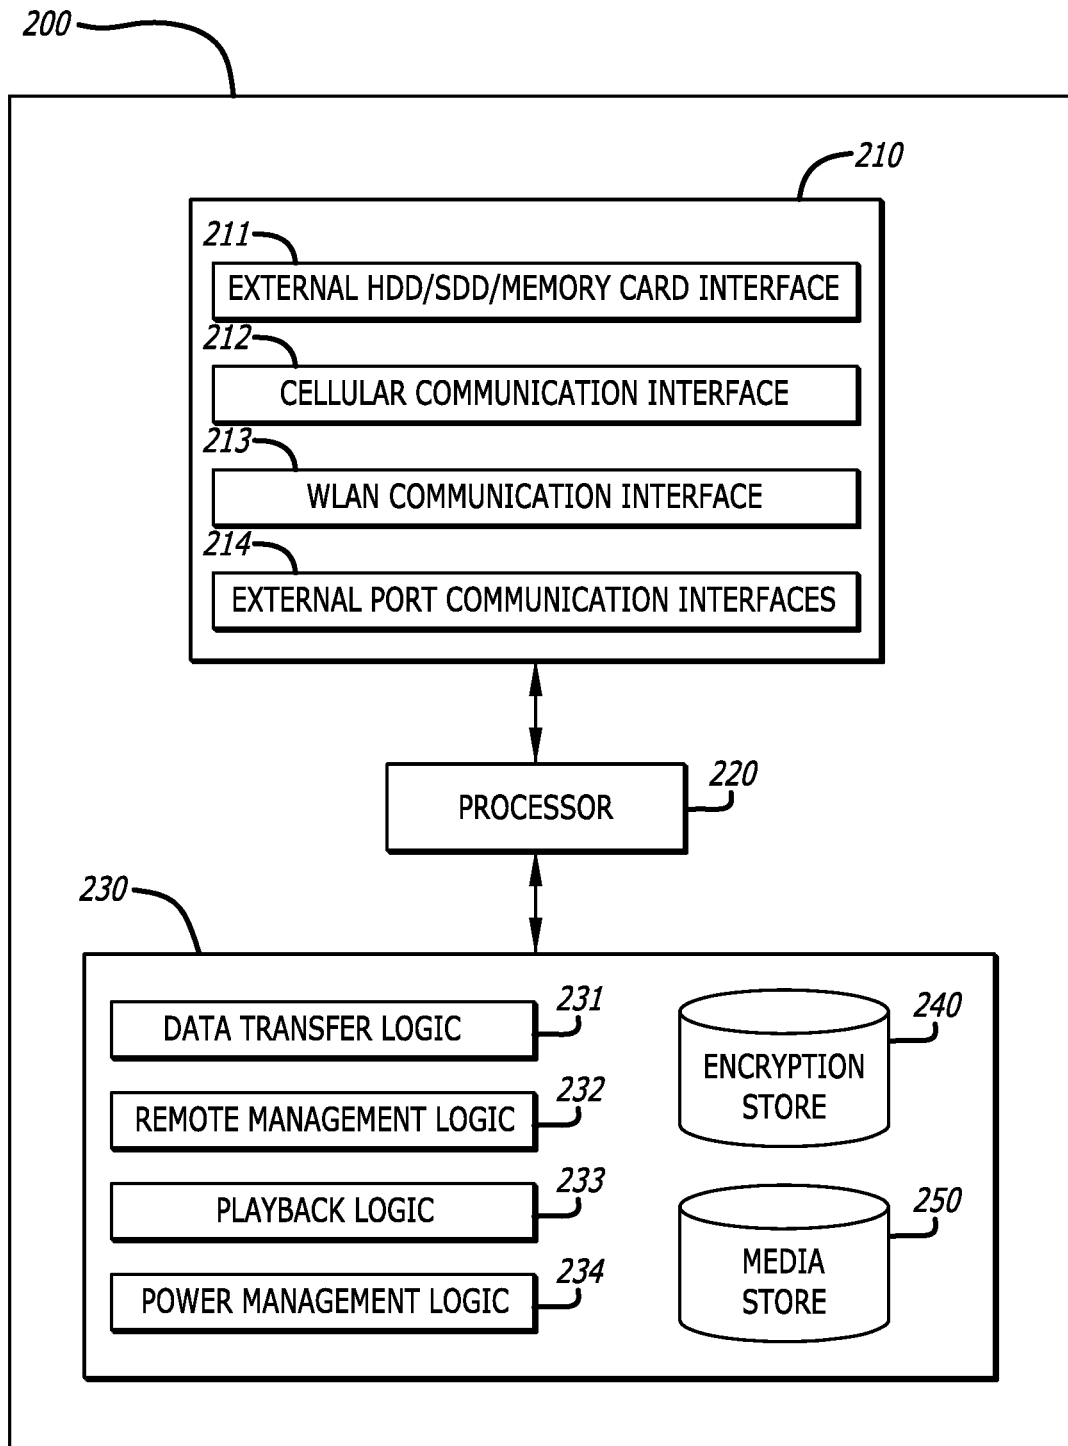 200
210
211
EXTERNAL HDD/SDD/MEMORY CARD INTERFACE
212
CELLULAR COMMUNICATION INTERFACE
213
WLAN COMMUNICATION INTERFACE
214
EXTERNAL PORT COMMUNICATION INTERFACES
220
PROCESSOR
230
231
DATA TRANSFER LOGIC
232
REMOTE MANAGEMENT LOGIC
233
PLAYBACK LOGIC
234
POWER MANAGEMENT LOGIC
240
ENCRYPTION
STORE
250
MEDIA
STORE